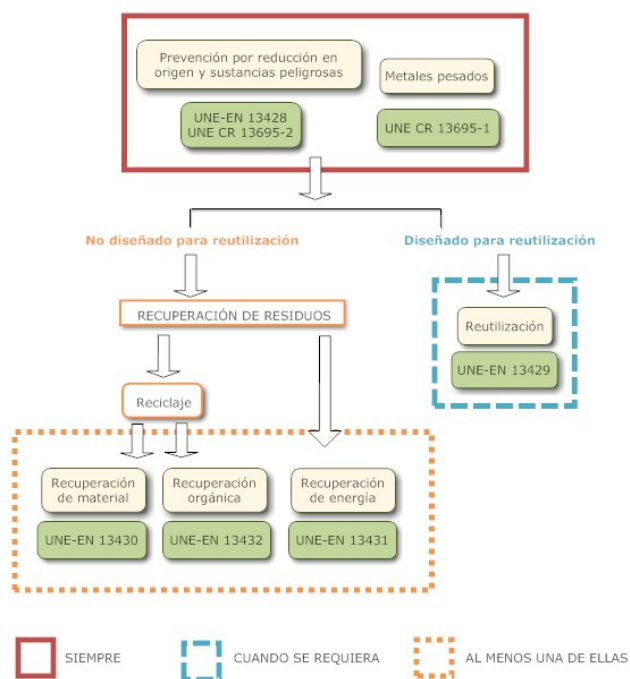 Prevención por reducción en
origen y sustancias peligrosas
Metales pesados
UNE-EN 13428
UNE CR 13695-2
UNE CR 13695-1
No diseñado para reutilización
Diseñado para reutilización
RECUPERACIÓN DE RESIDUOS
Reutilización
UNE-EN 13429
Reciclaje
Recuperación
de material
Recuperación
orgánica
Recuperación
de energía
UNE-EN 13430
UNE-EN 13432
UNE-EN 13431
SIEMPRE
CUANDO SE REQUIERA
AL MENOS UNA DE ELLAS